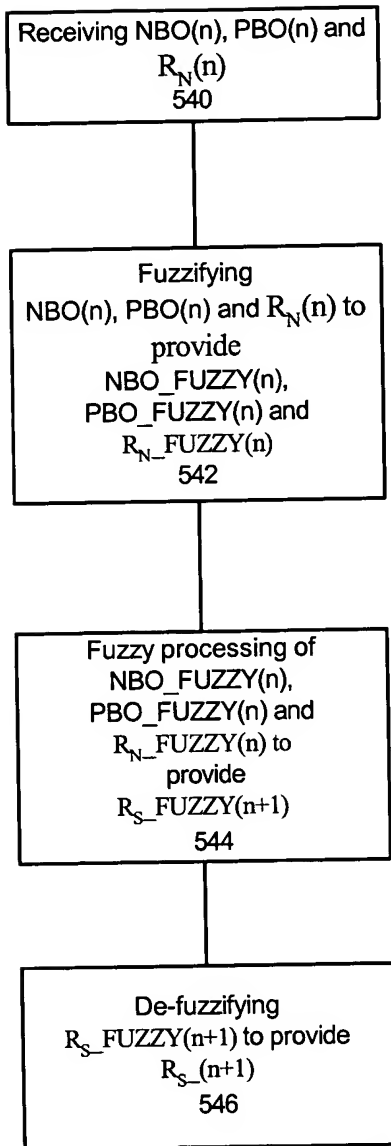 Receiving NBO(n), PBO(n) and
R_N(n)
540
Fuzzifying
NBO(n), PBO(n) and R_N(n) to
provide
NBO_FUZZY(n),
PBO_FUZZY(n) and
R_N_FUZZY(n)
542
Fuzzy processing of
NBO_FUZZY(n),
PBO_FUZZY(n) and
R_N_FUZZY(n) to
provide
R_S_FUZZY(n+1)
544
De-fuzzifying
R_S_FUZZY(n+1) to provide
R_S_(n+1)
546